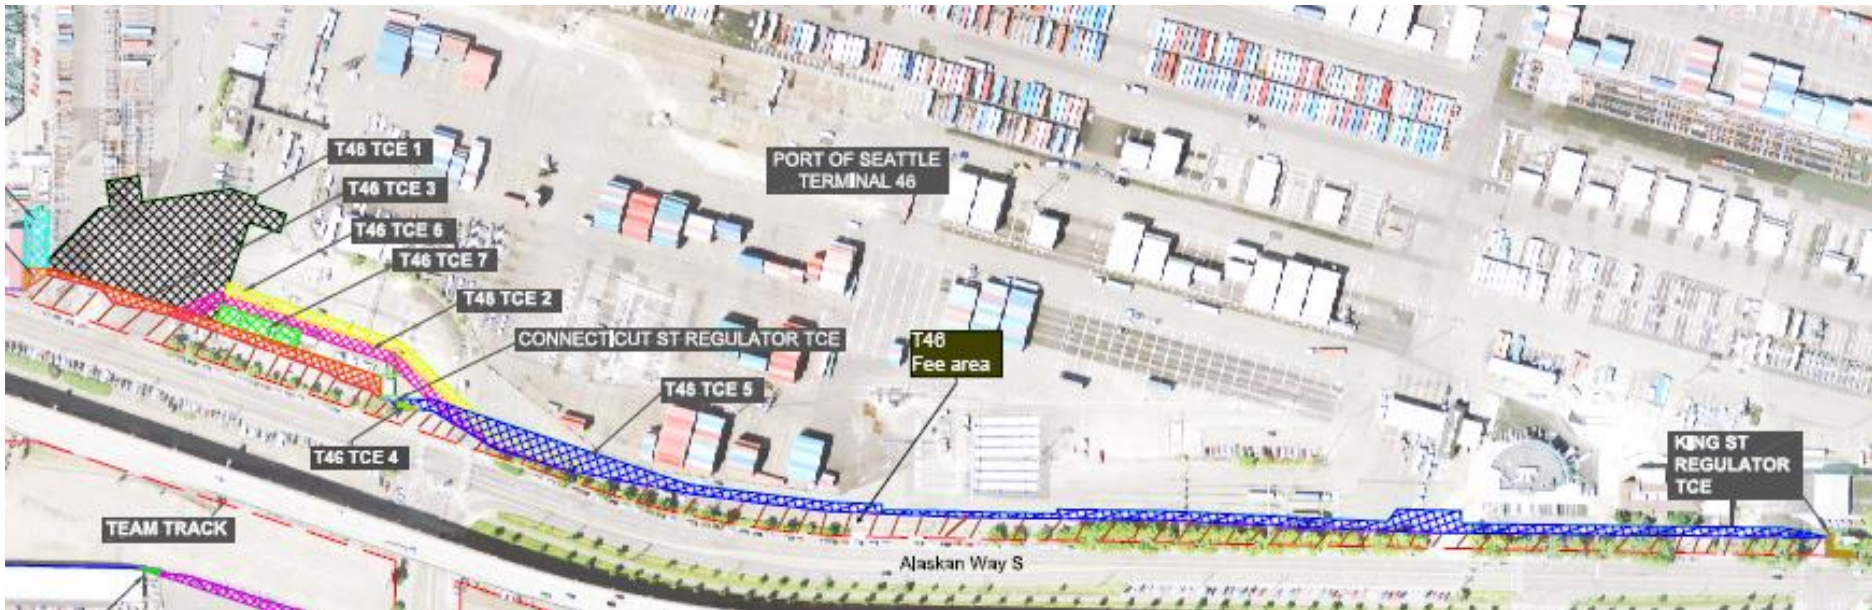 T46 TCE 1
T46 TCE 3
T46 TCE 6
T46 TCE 7
T46 TCE 2
CONNECTICUT ST REGULATOR TCE
PORT OF SEATTLE
TERMINAL 46
T46
Fee area
T46 TCE 5
T46 TCE 4
KING ST
REGULATOR
TCE
TEAM TRACK
Alaskan Way S